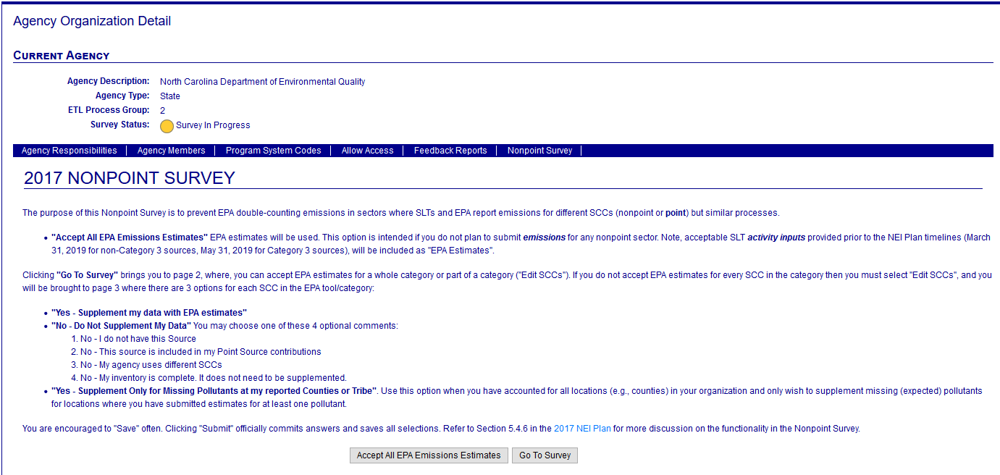 Agency Organization Detail
CURRENT AGENCY
Agency Description: North Carolina Department of Environmental Quality
Agency Type: State
ETL Process Group: 2
Survey Status: Survey In Progress
Agency Responsibilities | Agency Members | Program System Codes | Allow Access | Feedback Reports | Nonpoint Survey |
2017 NONPOINT SURVEY
The purpose of this Nonpoint Survey is to prevent EPA double-counting emissions in sectors where SLTs and EPA report emissions for different SCCs (nonpoint or point) but similar processes.
• "Accept All EPA Emissions Estimates" EPA estimates will be used. This option is intended if you do not plan to submit emissions for any nonpoint sector. Note, acceptable SLT activity inputs provided prior to the NEI Plan timelines (March
31, 2019 for non-Category 3 sources, May 31, 2019 for Category 3 sources), will be included as "EPA Estimates".
Clicking "Go To Survey" brings you to page 2, where, you can accept EPA estimates for a whole category or part of a category ("Edit SCCs"). If you do not accept EPA estimates for every SCC in the category then you must select "Edit SCCs", and you
will be brought to page 3 where there are 3 options for each SCC in the EPA tool/category:
• "Yes - Supplement my data with EPA estimates"
• "No - Do Not Supplement My Data" You may choose one of these 4 optional comments:
1. No - I do not have this Source
2. No - This source is included in my Point Source contributions
3. No - My agency uses different SCCs
4. No - My inventory is complete. It does not need to be supplemented.
• "Yes - Supplement Only for Missing Pollutants at my reported Counties or Tribe". Use this option when you have accounted for all locations (e.g., counties) in your organization and only wish to supplement missing (expected) pollutants
for locations where you have submitted estimates for at least one pollutant.
You are encouraged to "Save" often. Clicking "Submit" officially commits answers and saves all selections. Refer to Section 5.4.6 in the 2017 NEI Plan for more discussion on the functionality in the Nonpoint Survey.
Accept All EPA Emissions Estimates Go To Survey